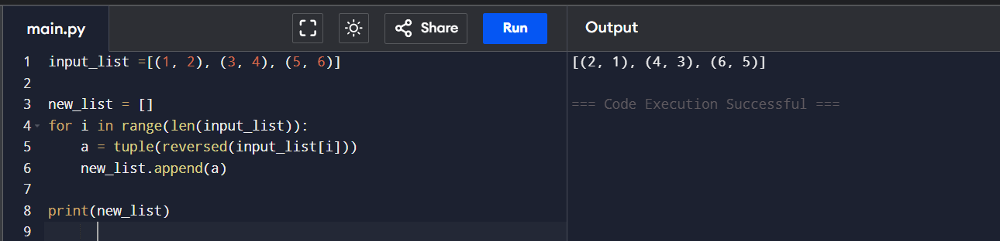 main.py Share Run Output
1 input_list =[(1, 2), (3, 4), (5, 6)]
2
3 new_list = []
4 for i in range(len(input_list)):
5     a = tuple(reversed(input_list[i]))
6     new_list.append(a)
7
8 print(new_list)
9
[(2, 1), (4, 3), (6, 5)]
=== Code Execution Successful ===